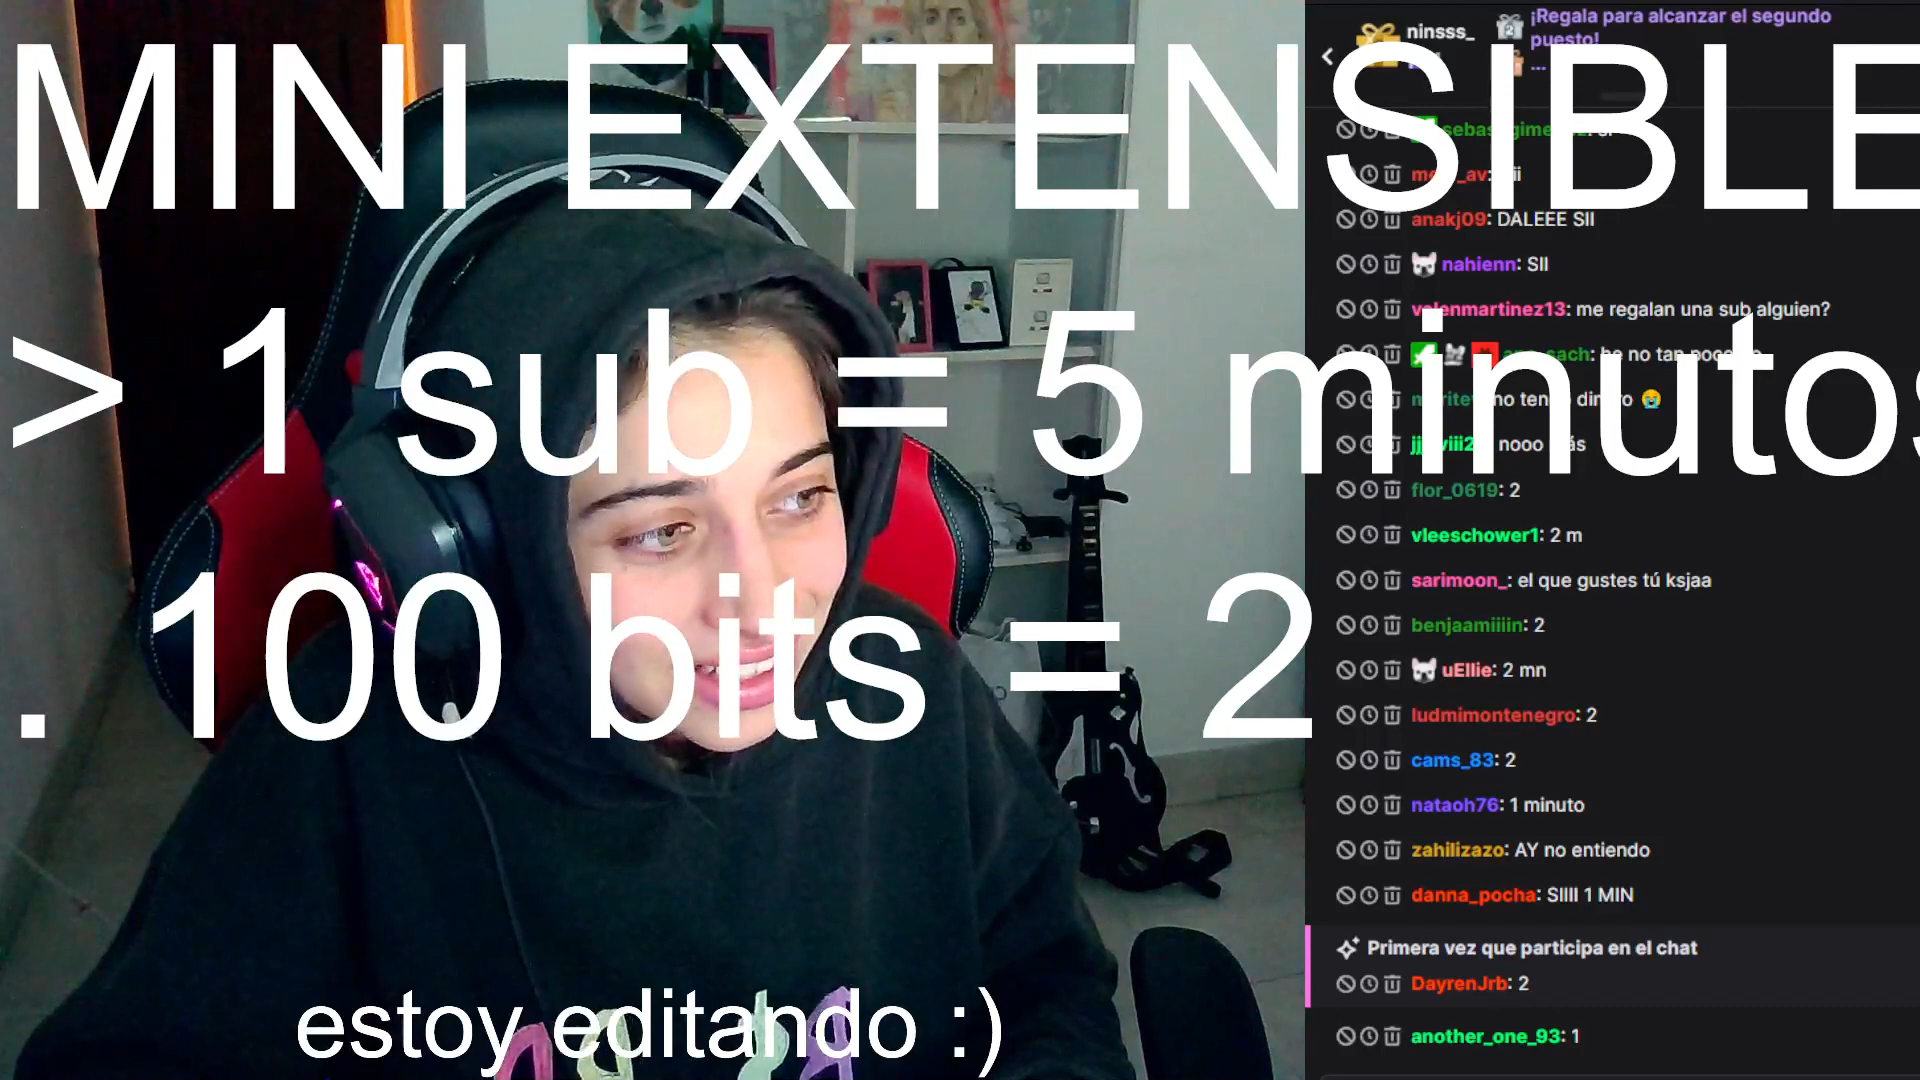 MINI EXTENSIBLE
> 1 sub = 5 minutos
. 100 bits = 2
estoy editando :)
ninsss_
¡Regala para alcanzar el segundo
puesto!
...
anakj09: DALEEE SII
nahienn: SII
velenmartinez13: me regalan una sub alguien?
flor_0619: 2
vleeschower1: 2 m
sarimoon_: el que gustes tú ksjaa
benjaamiiiin: 2
uEllie: 2 mn
ludmimontenegro: 2
cams_83: 2
nataoh76: 1 minuto
zahilizazo: AY no entiendo
danna_pocha: SIIII 1 MIN
Primera vez que participa en el chat
DayrenJrb: 2
another_one_93: 1